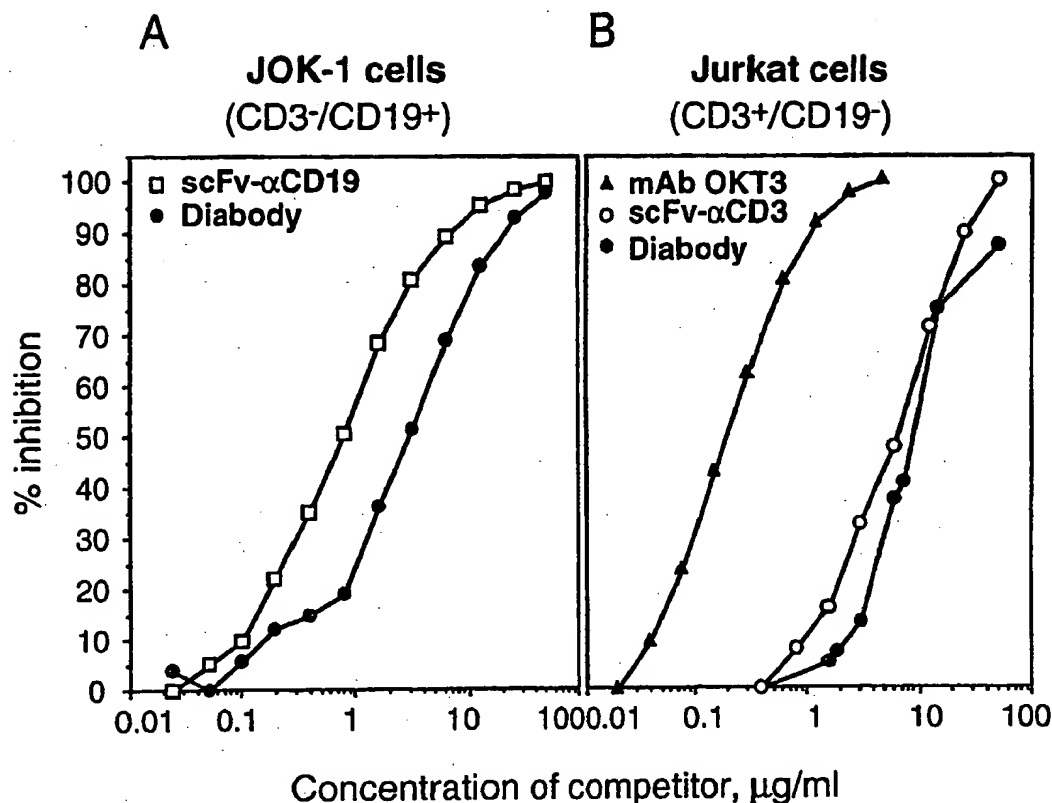 A
JOK-1 cells
(CD3-/CD19+)
100
90
80
70
60
50
40
30
20
10
0
% inhibition
scFv-αCD19
Diabody
0.01
0.1
1
10
100
B
Jurkat cells
(CD3+/CD19-)
mAb OKT3
scFv-αCD3
Diabody
0.01
0.1
1
10
100
Concentration of competitor, μg/ml